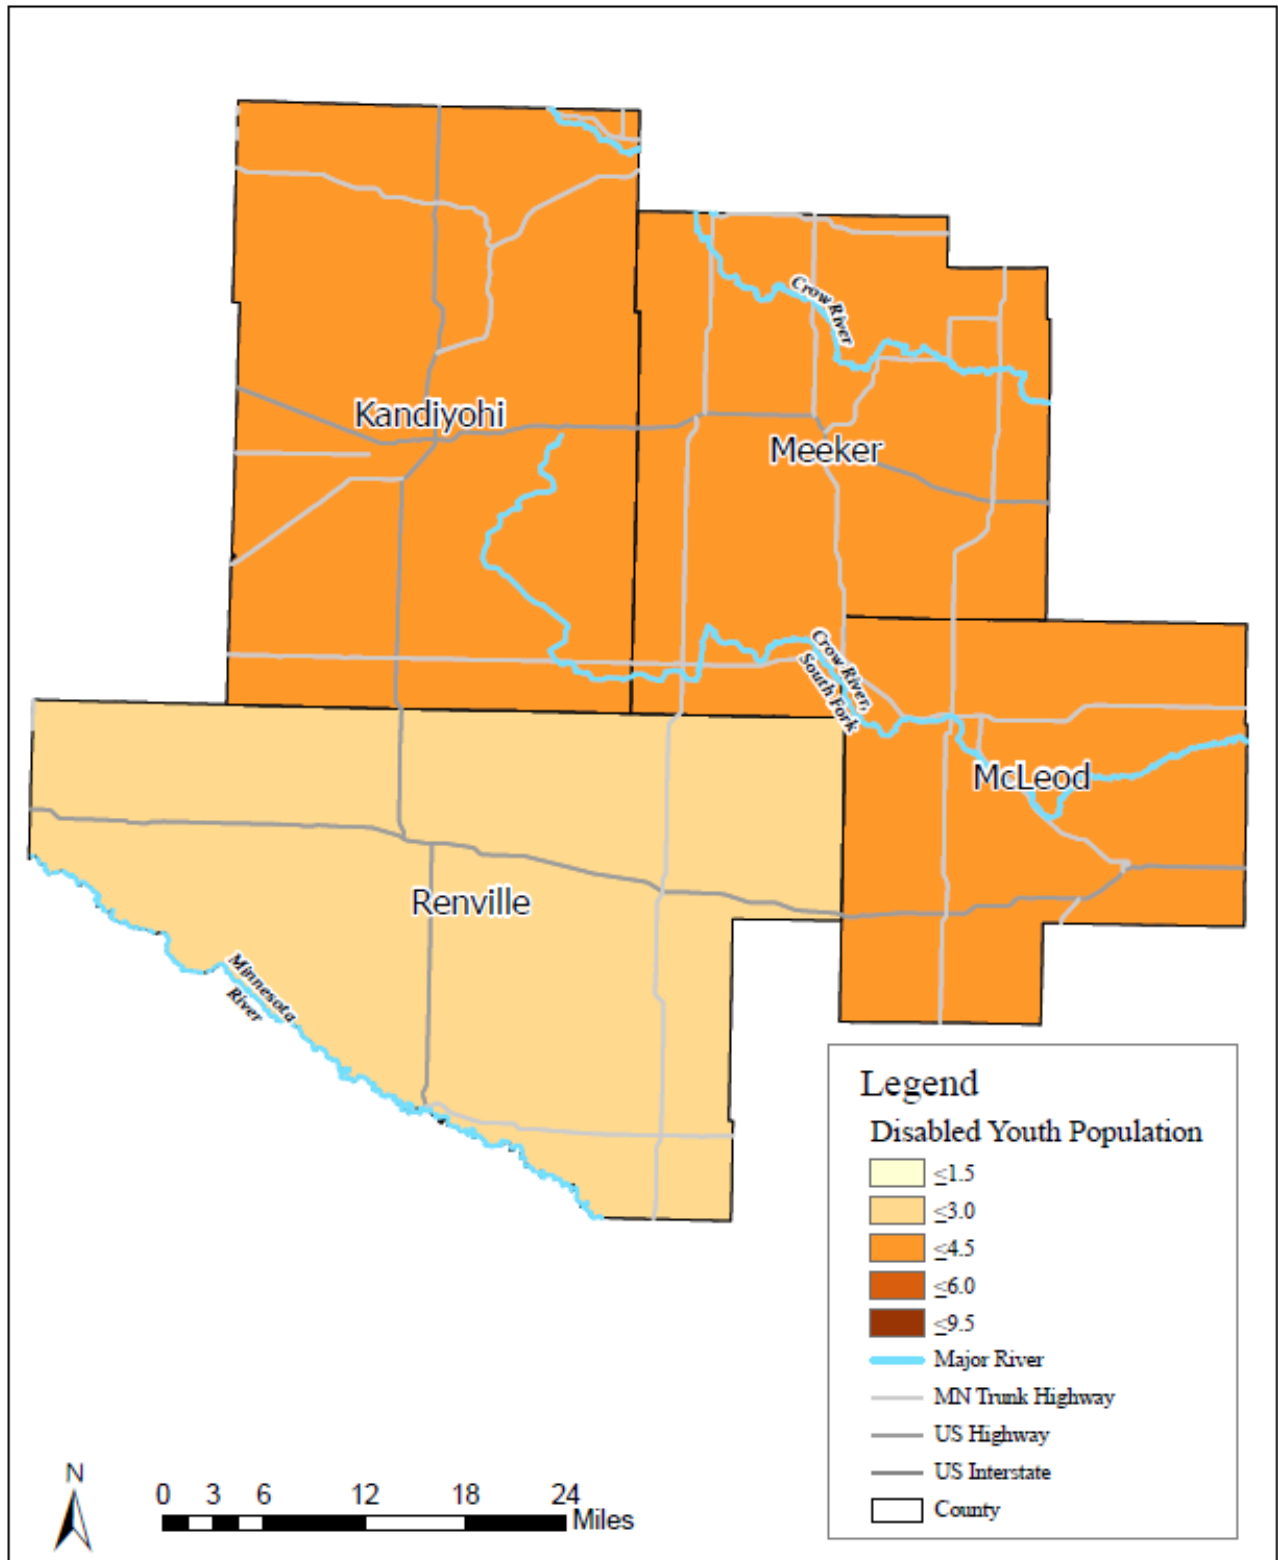 Crow River
Kandiyohi
Meeker
Crow River,
South Fork
McLeod
Renville
Minnesota
River
Legend
Disabled Youth Population
≤1.5
≤3.0
≤4.5
≤6.0
≤9.5
Major River
MN Trunk Highway
US Highway
US Interstate
County
N
0 3 6 12 18 24
Miles